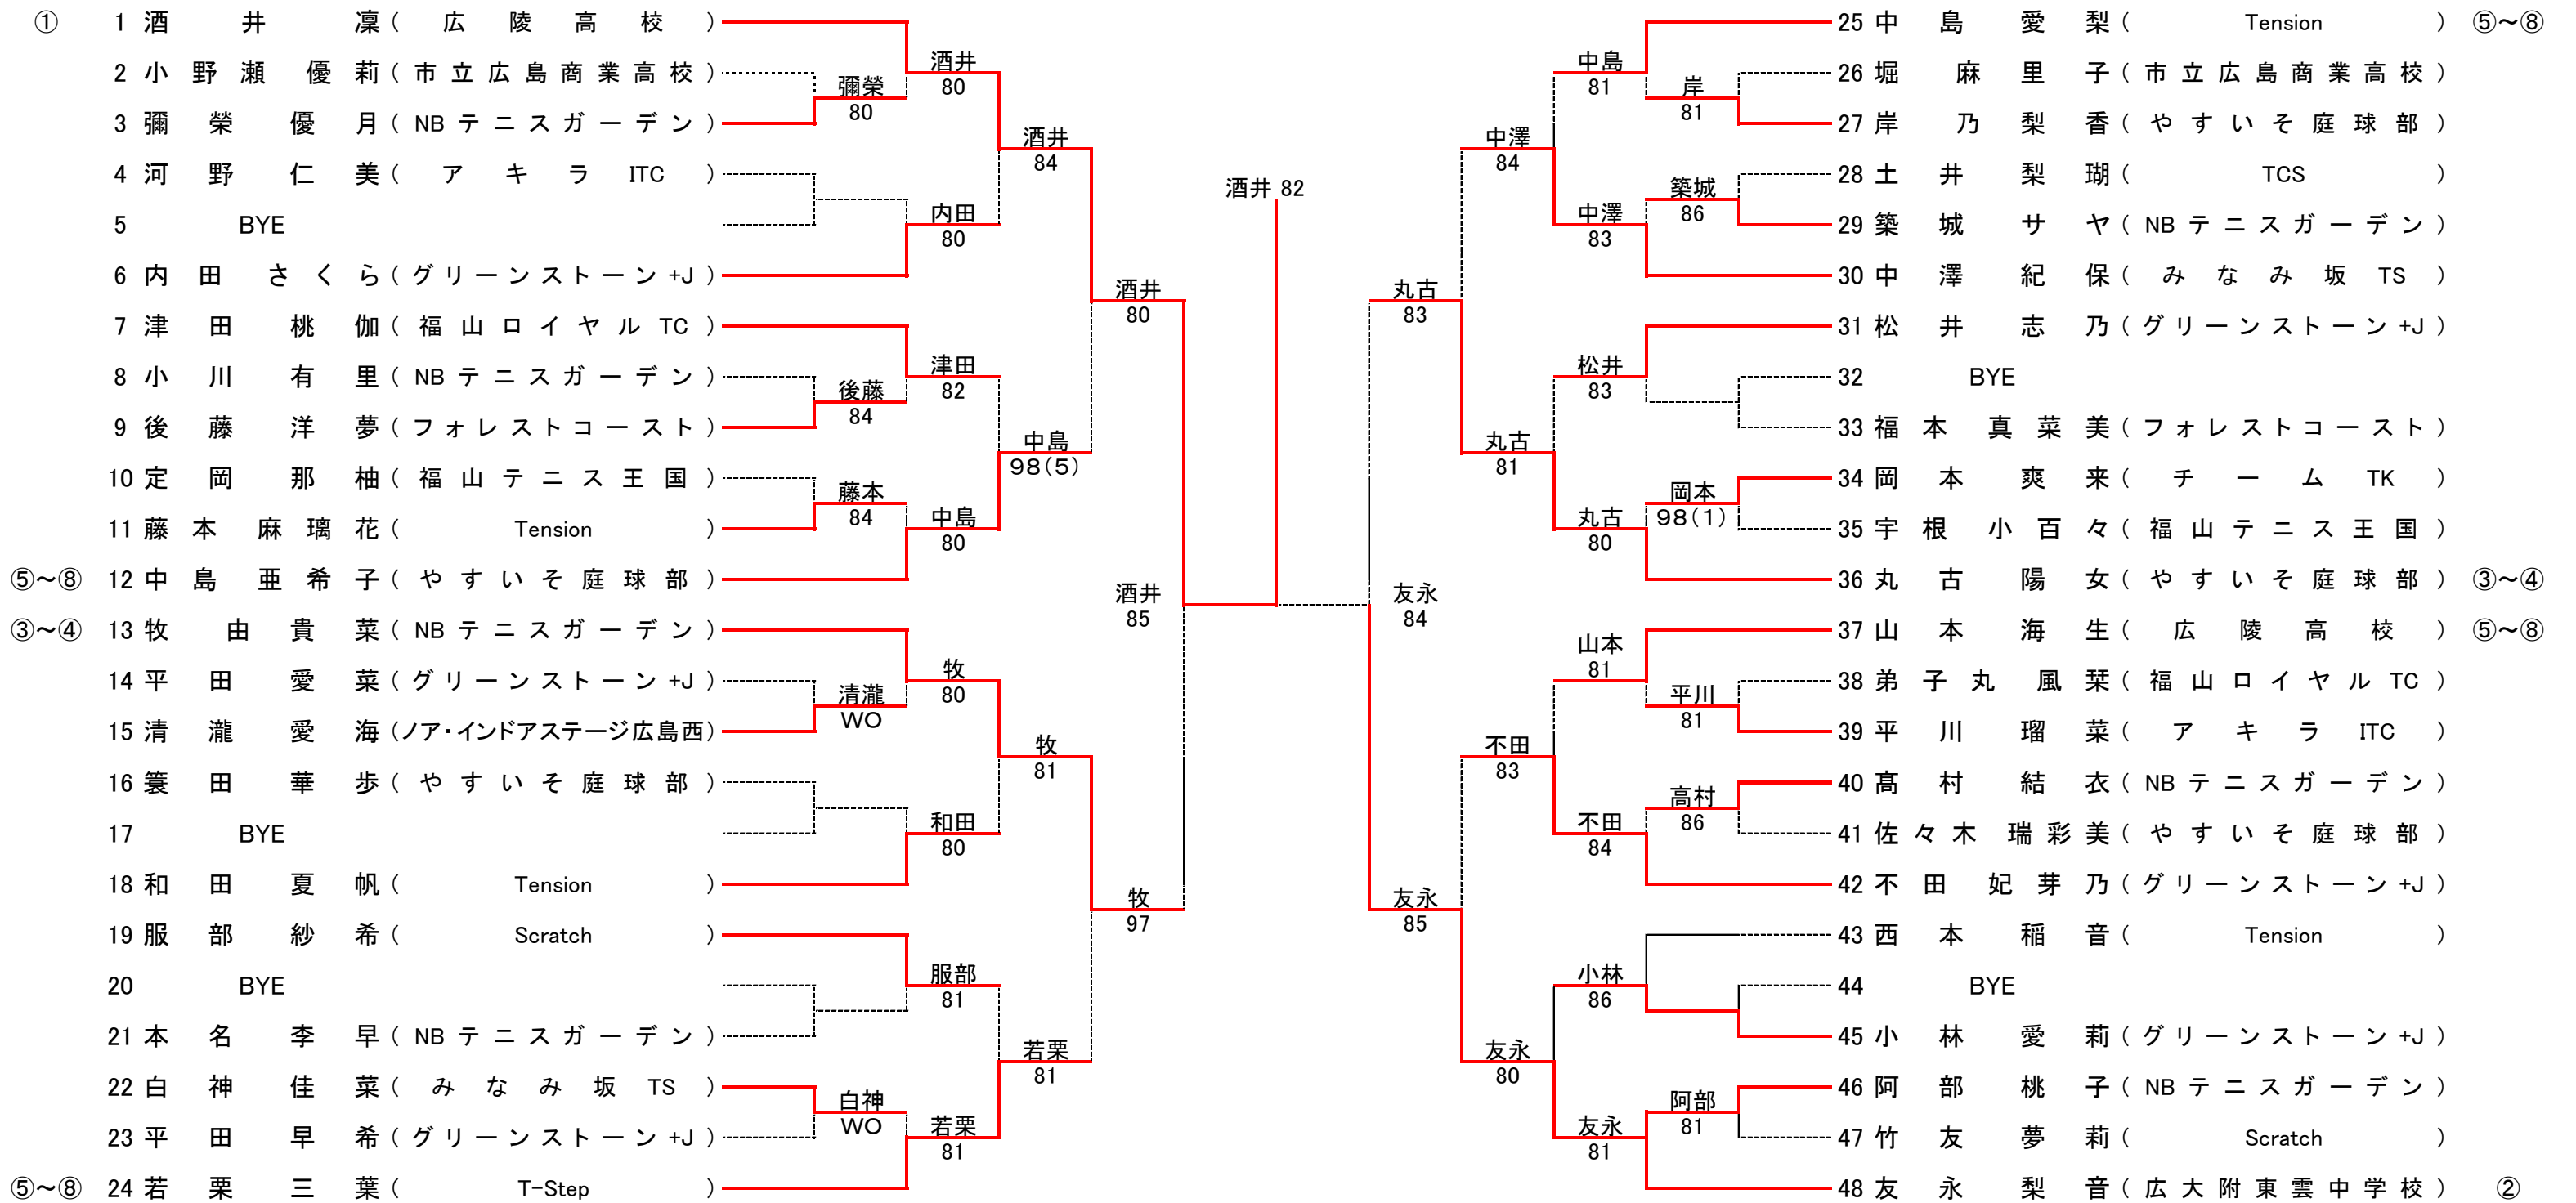 ① 1 酒井凜(広陵高校)
2 小野瀬優莉(市立広島商業高校)
3 彌榮優月(NBテニスガーデン)
4 河野仁美(アキラITC)
5 BYE
6 内田さくら(グリーンストーン+J)
7 津田桃伽(福山ロイヤルTC)
8 小川有里(NBテニスガーデン)
9 後藤洋夢(フォレストコースト)
10 定岡那柚(福山テニス王国)
11 藤本麻璃花(Tension)
⑤~⑧ 12 中島亜希子(やすいそ庭球部)
③~④ 13 牧由貴菜(NBテニスガーデン)
14 平田愛菜(グリーンストーン+J)
15 清瀧愛海(ノア・インドアステージ広島西)
16 簑田華歩(やすいそ庭球部)
17 BYE
18 和田夏帆(Tension)
19 服部紗希(Scratch)
20 BYE
21 本名李早(NBテニスガーデン)
22 白神佳菜(みなみ坂TS)
23 平田早希(グリーンストーン+J)
⑤~⑧ 24 若栗三葉(T-Step)
彌榮
80
後藤
84
藤本
84
清瀧
WO
白神
WO
酒井
80
内田
80
津田
82
中島
80
牧
80
和田
80
服部
81
若栗
81
酒井
84
中島
98(5)
牧
81
若栗
81
酒井
80
牧
97
酒井
85
酒井 82
友永
84
丸古
83
友永
85
中澤
84
丸古
81
不田
83
友永
80
中島
81
中澤
83
松井
83
丸古
80
山本
81
不田
84
小林
86
友永
81
岸
81
築城
86
岡本
98(1)
平川
81
高村
86
阿部
81
25 中島愛梨(Tension) ⑤~⑧
26 堀麻里子(市立広島商業高校)
27 岸乃梨香(やすいそ庭球部)
28 土井梨瑚(TCS)
29 築城サヤ(NBテニスガーデン)
30 中澤紀保(みなみ坂TS)
31 松井志乃(グリーンストーン+J)
32 BYE
33 福本真菜美(フォレストコースト)
34 岡本爽来(チームTK)
35 宇根小百々(福山テニス王国)
36 丸古陽女(やすいそ庭球部) ③~④
37 山本海生(広陵高校) ⑤~⑧
38 弟子丸風栞(福山ロイヤルTC)
39 平川瑠菜(アキラITC)
40 髙村結衣(NBテニスガーデン)
41 佐々木瑞彩美(やすいそ庭球部)
42 不田妃芽乃(グリーンストーン+J)
43 西本稲音(Tension)
44 BYE
45 小林愛莉(グリーンストーン+J)
46 阿部桃子(NBテニスガーデン)
47 竹友夢莉(Scratch)
48 友永梨音(広大附東雲中学校) ②